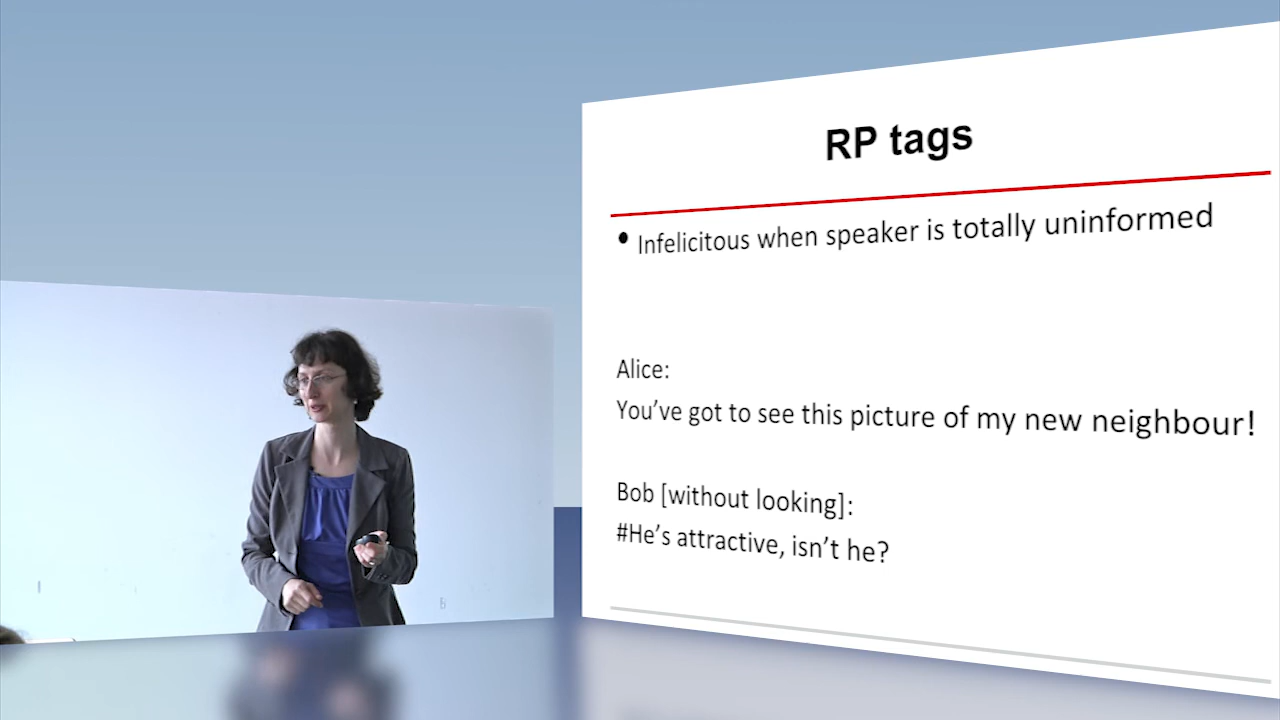 RP tags
• Infelicitous when speaker is totally uninformed
Alice:
You've got to see this picture of my new neighbour!
Bob [without looking]:
#He's attractive, isn't he?